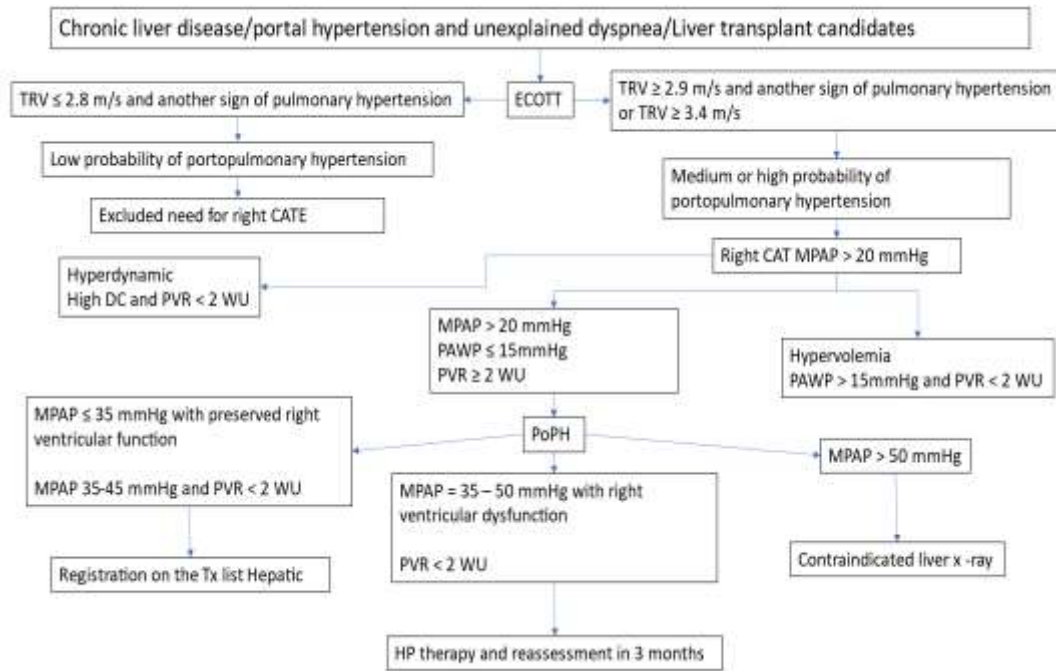 Chronic liver disease/portal hypertension and unexplained dyspnea/Liver transplant candidates
TRV ≤ 2.8 m/s and another sign of pulmonary hypertension
ECOTT
TRV ≥ 2.9 m/s and another sign of pulmonary hypertension
or TRV ≥ 3.4 m/s
Low probability of portopulmonary hypertension
Medium or high probability of
portopulmonary hypertension
Excluded need for right CATE
Right CAT MPAP > 20 mmHg
Hyperdynamic
High DC and PVR < 2 WU
MPAP > 20 mmHg
PAWP ≤ 15mmHg
PVR ≥ 2 WU
Hypervolemia
PAWP > 15mmHg and PVR < 2 WU
MPAP ≤ 35 mmHg with preserved right
ventricular function
MPAP 35-45 mmHg and PVR < 2 WU
PoPH
MPAP > 50 mmHg
MPAP = 35 – 50 mmHg with right
ventricular dysfunction
PVR < 2 WU
Registration on the Tx list Hepatic
Contraindicated liver x -ray
HP therapy and reassessment in 3 months